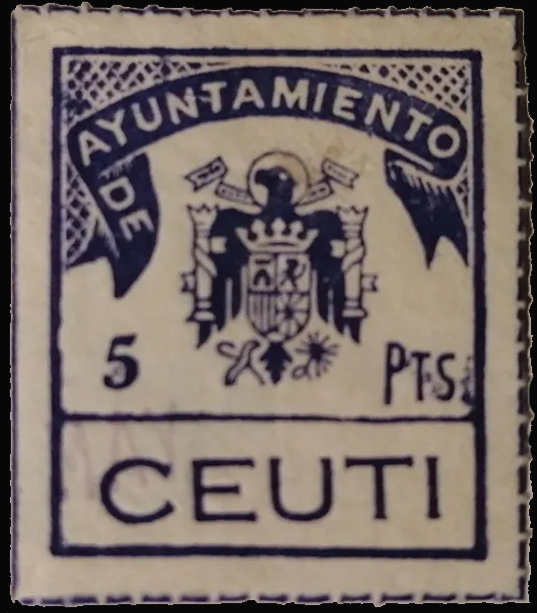 AYUNTAMIENTO
DE
5 PTS.
CEUTI